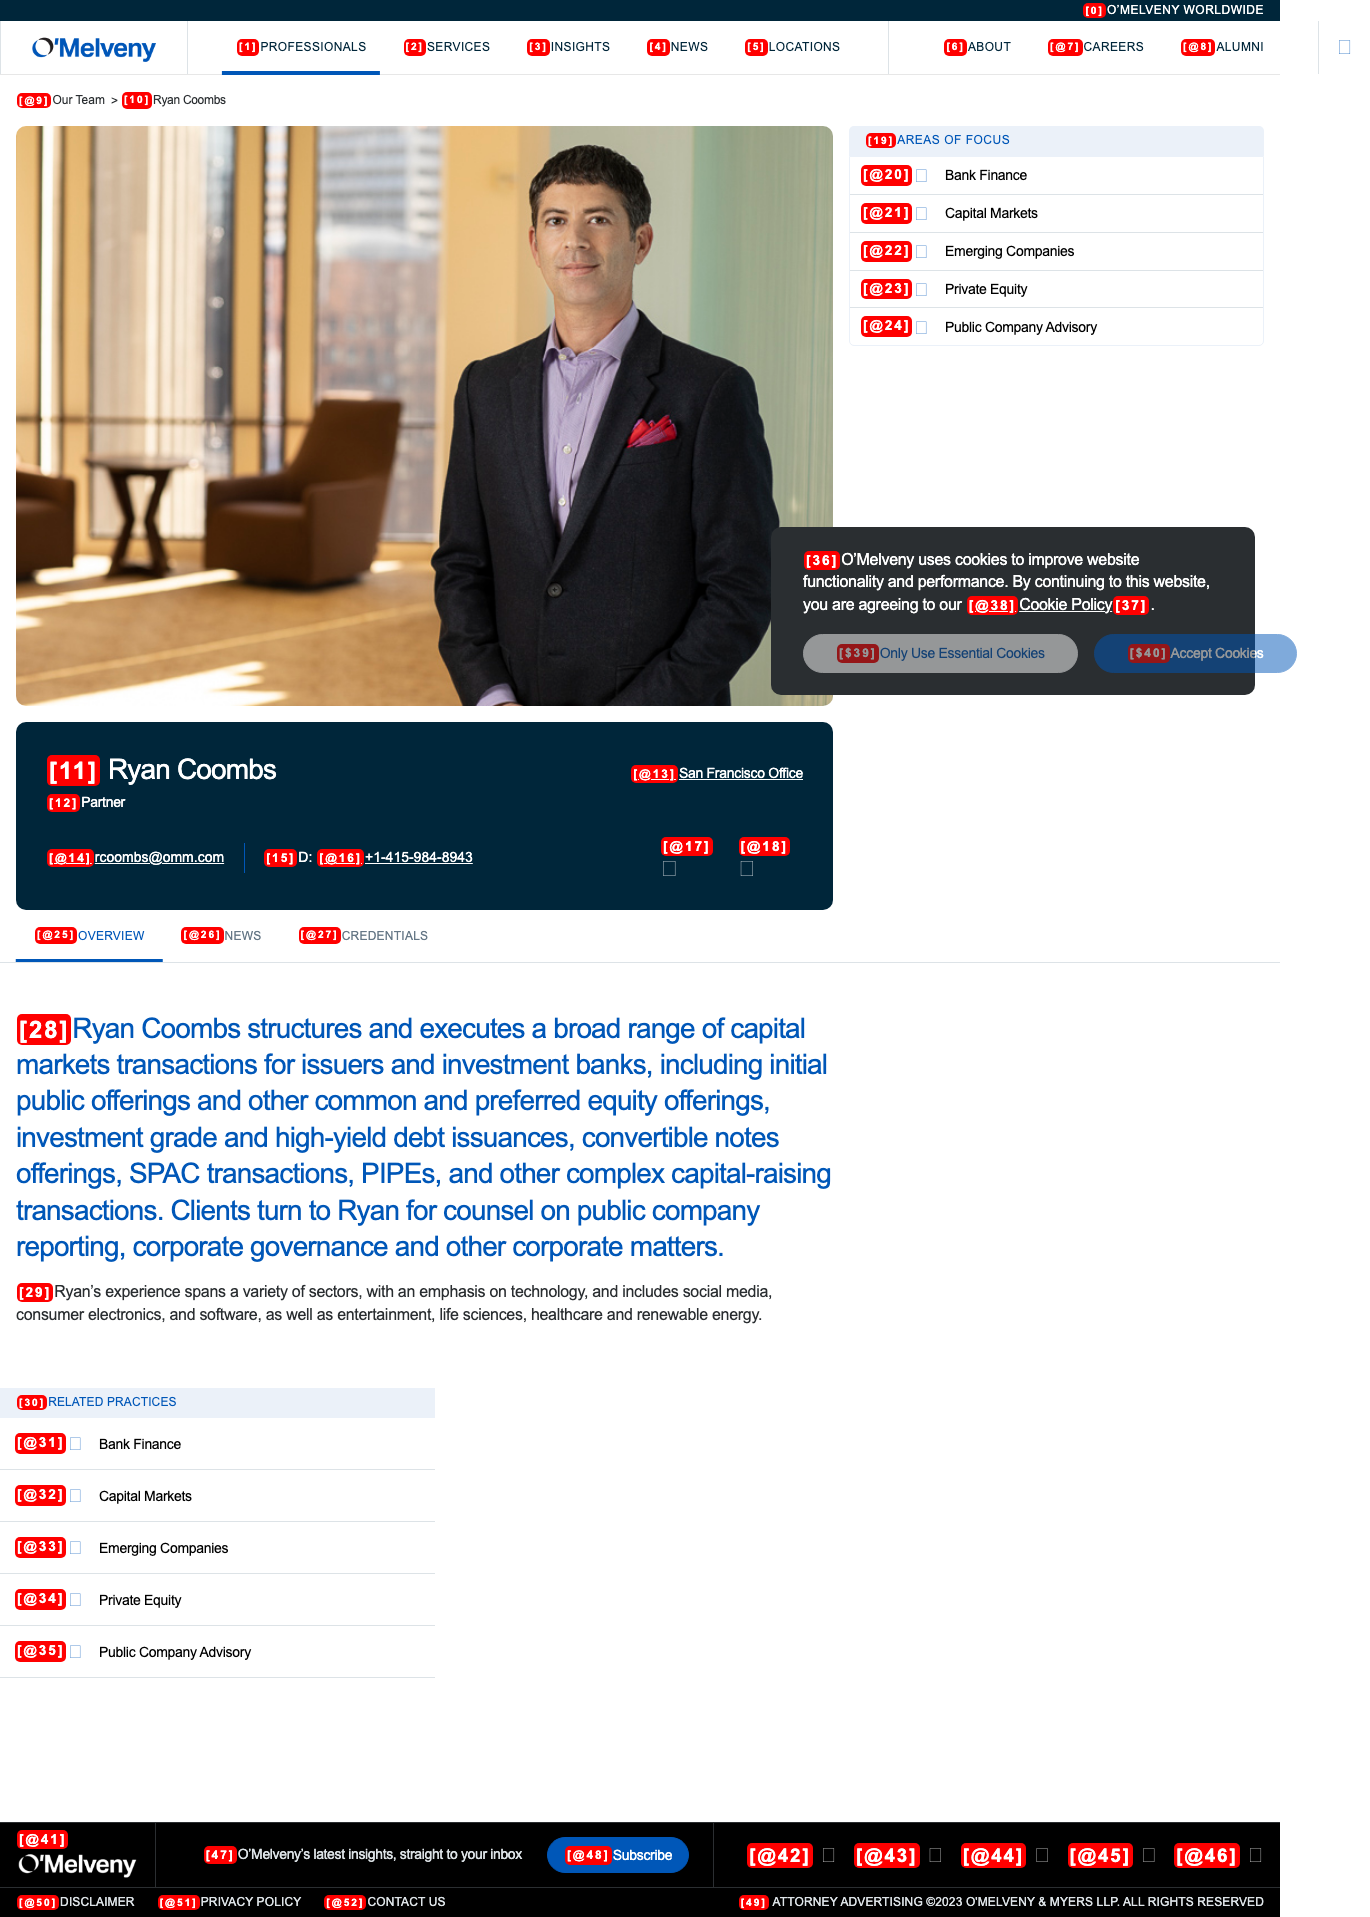 [0] O'MELVENY WORLDWIDE
O'Melveny
[1] PROFESSIONALS [2] SERVICES [3] INSIGHTS [4] NEWS [5] LOCATIONS [6] ABOUT [@7] CAREERS [@8] ALUMNI
[@9] Our Team > [10] Ryan Coombs
[19] AREAS OF FOCUS
[@20] Bank Finance
[@21] Capital Markets
[@22] Emerging Companies
[@23] Private Equity
[@24] Public Company Advisory
[36] O'Melveny uses cookies to improve website
functionality and performance. By continuing to this website,
you are agreeing to our [@38] Cookie Policy [37] .
[$39] Only Use Essential Cookies [$40] Accept Cookies
[11] Ryan Coombs
[@13] San Francisco Office
[12] Partner
[@14] rcoombs@omm.com [15] D: [@16] +1-415-984-8943 [@17] [@18]
[@25] OVERVIEW [@26] NEWS [@27] CREDENTIALS
[28] Ryan Coombs structures and executes a broad range of capital
markets transactions for issuers and investment banks, including initial
public offerings and other common and preferred equity offerings,
investment grade and high-yield debt issuances, convertible notes
offerings, SPAC transactions, PIPEs, and other complex capital-raising
transactions. Clients turn to Ryan for counsel on public company
reporting, corporate governance and other corporate matters.
[29] Ryan's experience spans a variety of sectors, with an emphasis on technology, and includes social media,
consumer electronics, and software, as well as entertainment, life sciences, healthcare and renewable energy.
[30] RELATED PRACTICES
[@31] Bank Finance
[@32] Capital Markets
[@33] Emerging Companies
[@34] Private Equity
[@35] Public Company Advisory
[@41]
O'Melveny
[47] O'Melveny's latest insights, straight to your inbox [@48] Subscribe [@42] [@43] [@44] [@45] [@46]
[@50] DISCLAIMER [@51] PRIVACY POLICY [@52] CONTACT US [49] ATTORNEY ADVERTISING ©2023 O'MELVENY & MYERS LLP. ALL RIGHTS RESERVED